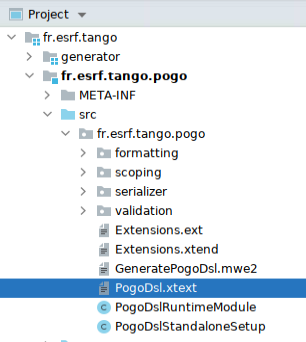 Project
fr.esrf.tango
generator
fr.esrf.tango.pogo
META-INF
src
fr.esrf.tango.pogo
formatting
scoping
serializer
validation
Extensions.ext
Extensions.xtend
GeneratePogoDsl.mwe2
PogoDsl.xtext
PogoDslRuntimeModule
PogoDslStandaloneSetup